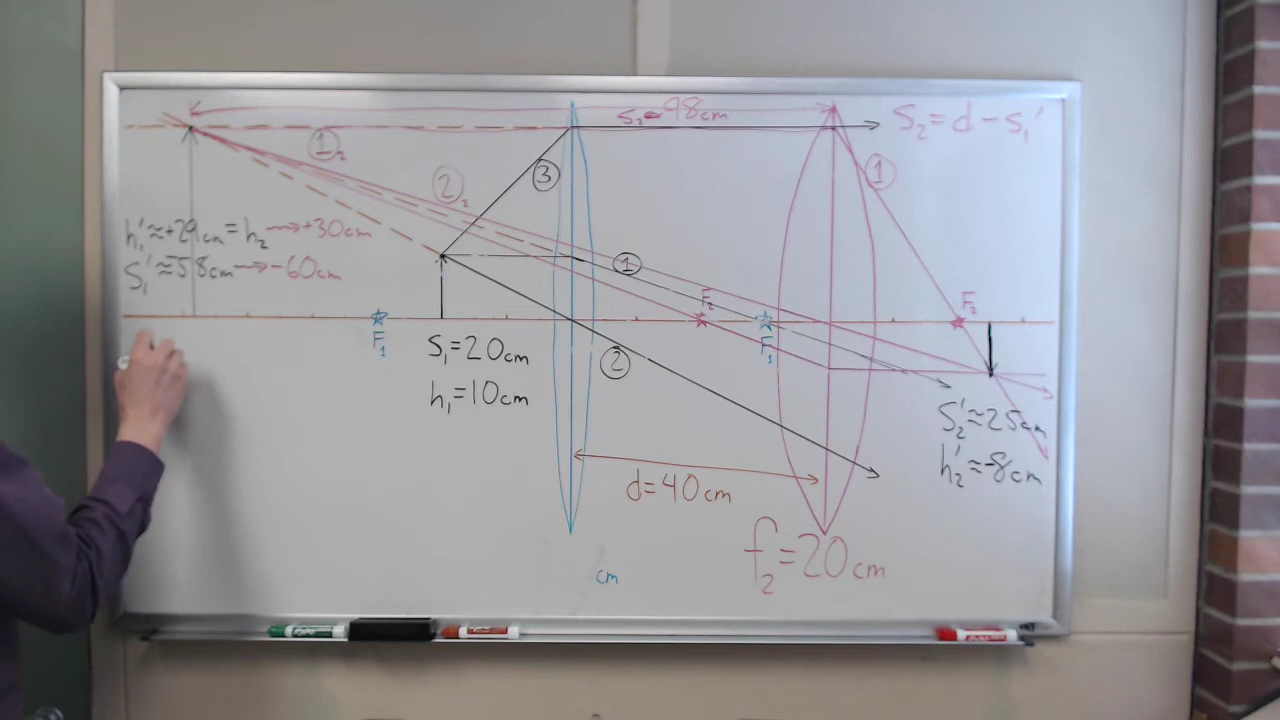 S₂=98cm
S₂ = d - S₁'
①₂
②₂
③
①
h₁' ≈ +29cm = h₂ ⇝ +30cm
S₁' ≈ -58cm ⇝ -60cm
①
F₂
F₂
F₁
F₁
S₁=20cm
②
h₁=10cm
S₂' ≈ 25cm
h₂' ≈ -8cm
d=40cm
f₂=20cm
cm